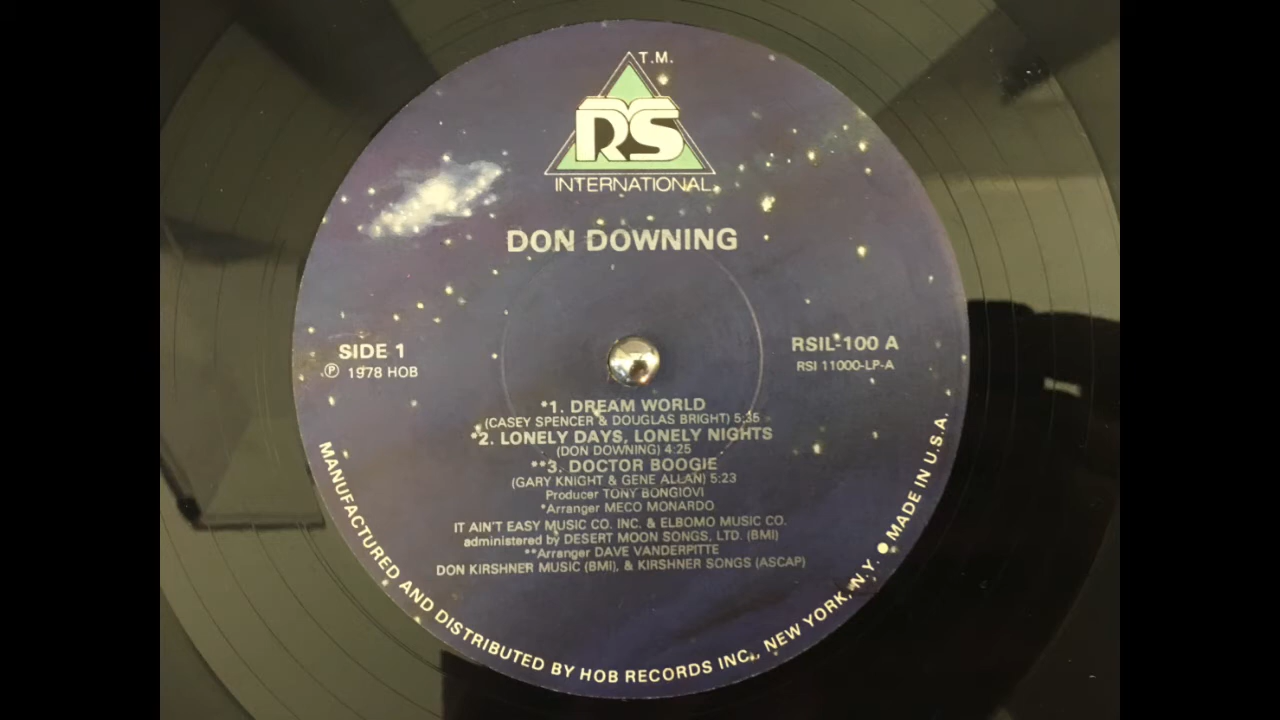 T.M.
RS
INTERNATIONAL
DON DOWNING
SIDE 1
℗ 1978 HOB
RSIL-100 A
RSI 11000-LP-A
*1. DREAM WORLD
(CASEY SPENCER & DOUGLAS BRIGHT) 5:35
*2. LONELY DAYS, LONELY NIGHTS
(DON DOWNING) 4:25
**3. DOCTOR BOOGIE
(GARY KNIGHT & GENE ALLAN) 5:23
Producer TONY BONGIOVI
*Arranger MECO MONARDO
IT AIN'T EASY MUSIC CO. INC. & ELBOMO MUSIC CO.
administered by DESERT MOON SONGS, LTD. (BMI)
**Arranger DAVE VANDERPITTE
DON KIRSHNER MUSIC (BMI), & KIRSHNER SONGS (ASCAP)
MANUFACTURED AND DISTRIBUTED BY HOB RECORDS INC., NEW YORK, N.Y. ● MADE IN U.S.A.